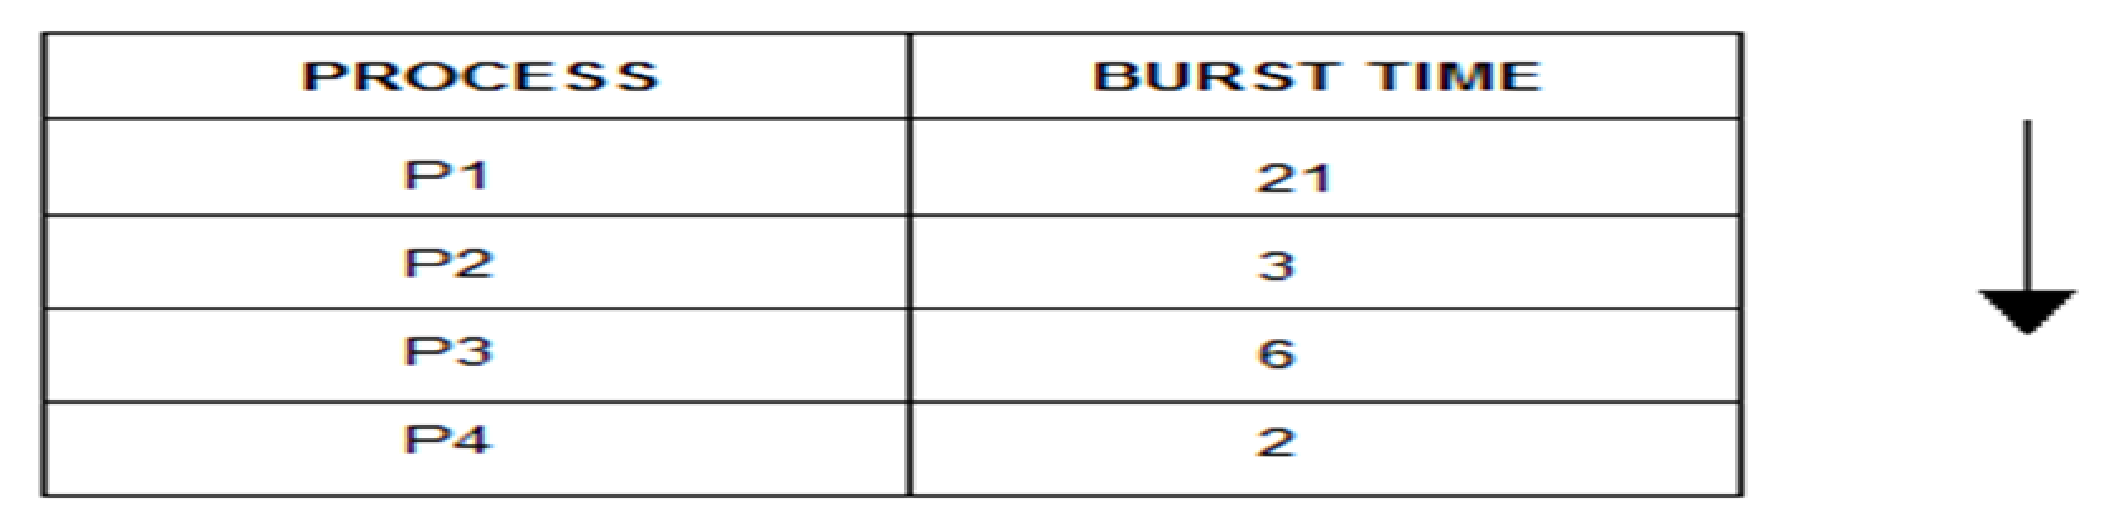 PROCESS BURST TIME
P1 21
P2 3
P3 6
P4 2